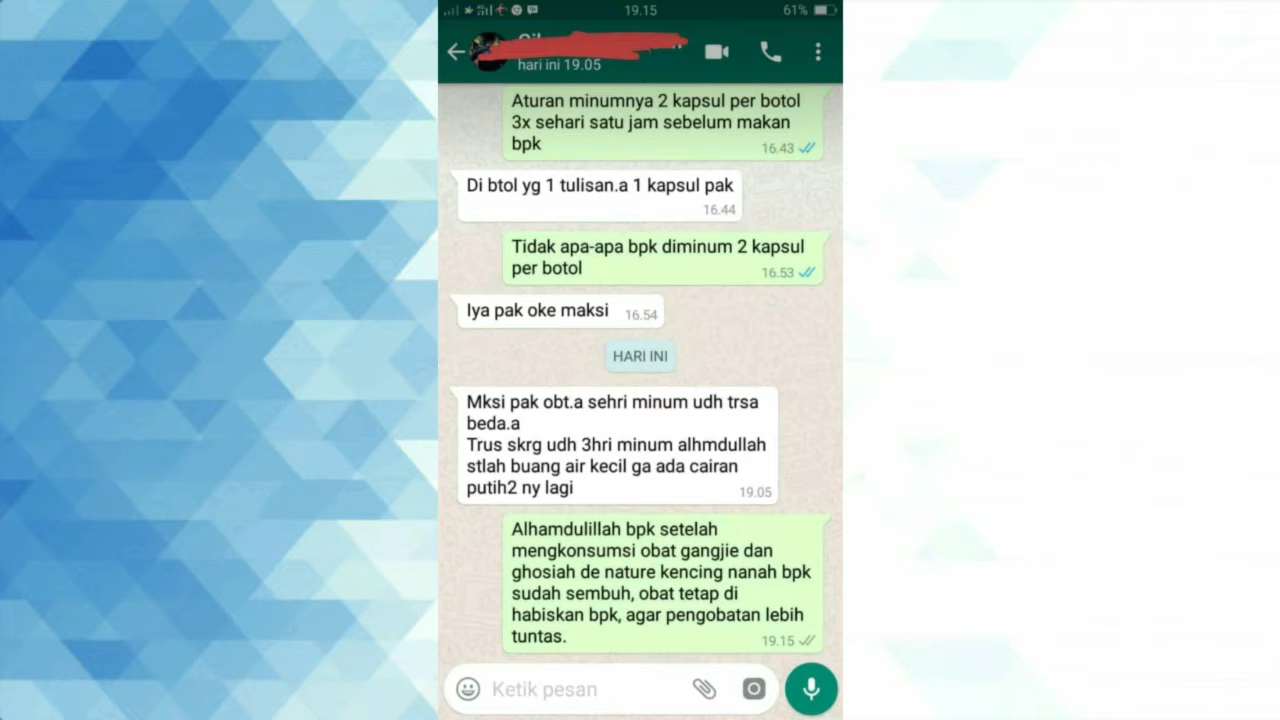 19.15
61%
hari ini 19.05
Aturan minumnya 2 kapsul per botol
3x sehari satu jam sebelum makan
bpk
16.43
Di btol yg 1 tulisan.a 1 kapsul pak
16.44
Tidak apa-apa bpk diminum 2 kapsul
per botol
16.53
Iya pak oke maksi
16.54
HARI INI
Mksi pak obt.a sehri minum udh trsa
beda.a
Trus skrg udh 3hri minum alhmdullah
stlah buang air kecil ga ada cairan
putih2 ny lagi
19.05
Alhamdulillah bpk setelah
mengkonsumsi obat gangjie dan
ghosiah de nature kencing nanah bpk
sudah sembuh, obat tetap di
habiskan bpk, agar pengobatan lebih
tuntas.
19.15
Ketik pesan